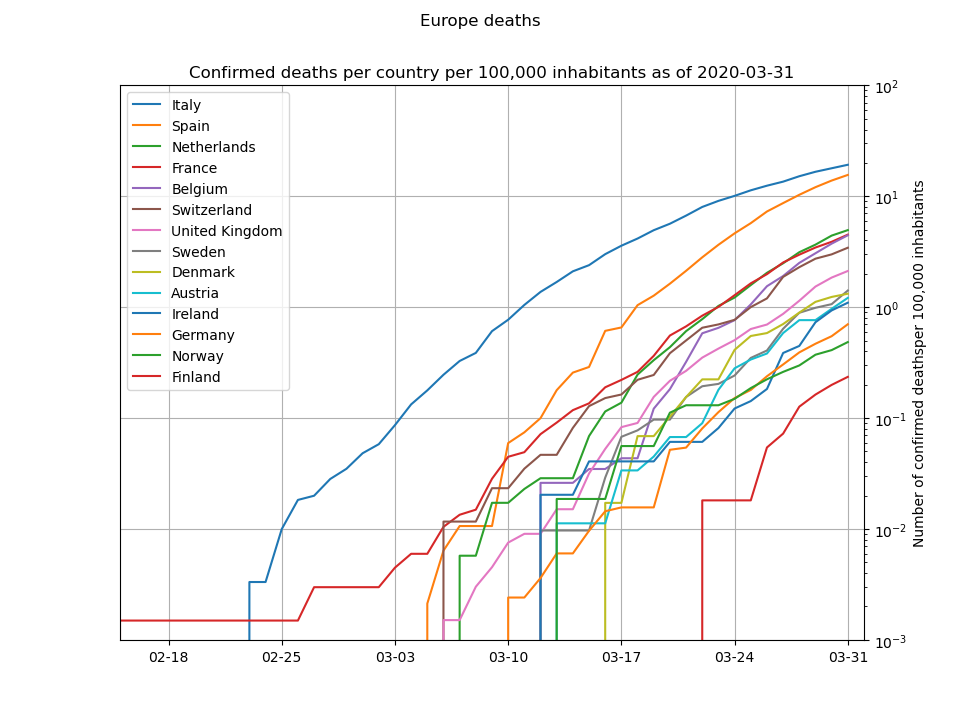 Europe deaths
Confirmed deaths per country per 100,000 inhabitants as of 2020-03-31
Italy
Spain
Netherlands
France
Belgium
Switzerland
United Kingdom
Sweden
Denmark
Austria
Ireland
Germany
Norway
Finland
10²
10¹
10⁰
10⁻¹
10⁻²
10⁻³
Number of confirmed deathsper 100,000 inhabitants
02-18
02-25
03-03
03-10
03-17
03-24
03-31